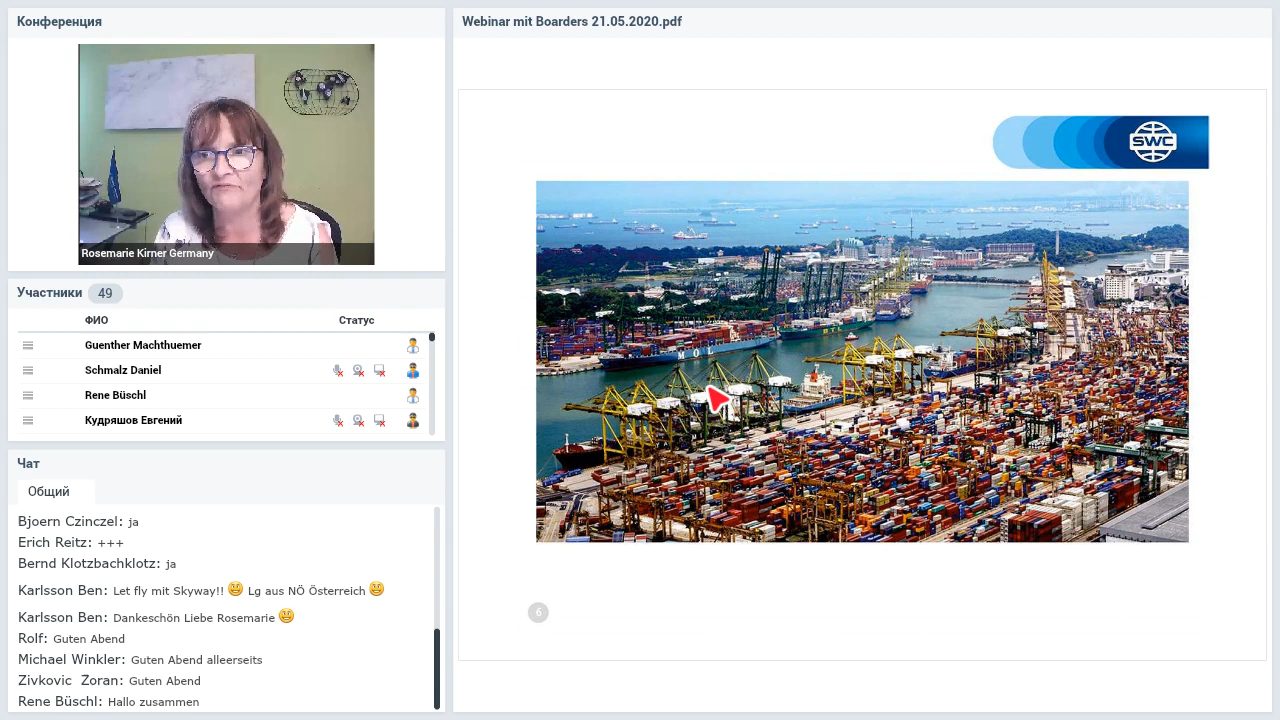 Конференция
Rosemarie Kirner Germany
Участники 49
ФИО Статус
Guenther Machthuemer
Schmalz Daniel
Rene Büschl
Кудряшов Евгений
Чат
Общий
Bjoern Czinczel: ja
Erich Reitz: +++
Bernd Klotzbachklotz: ja
Karlsson Ben: Let fly mit Skyway!! Lg aus NÖ Österreich
Karlsson Ben: Dankeschön Liebe Rosemarie
Rolf: Guten Abend
Michael Winkler: Guten Abend alleerseits
Zivkovic Zoran: Guten Abend
Rene Büschl: Hallo zusammen
Webinar mit Boarders 21.05.2020.pdf
SWC
MOL
6